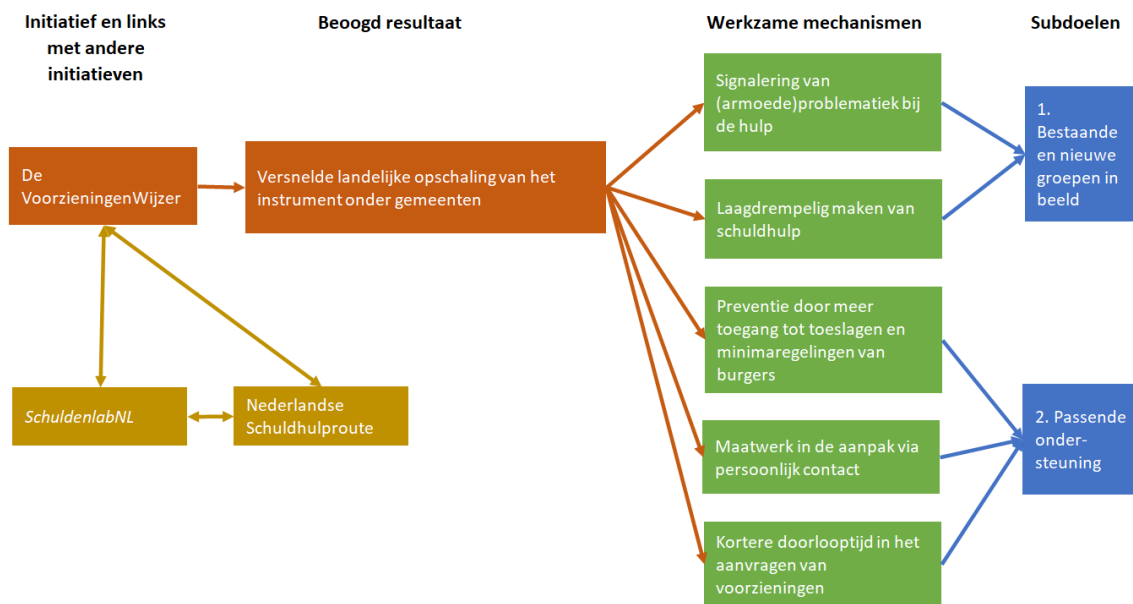 Initiatief en links
met andere
initiatieven
Beoogd resultaat
Werkzame mechanismen
Subdoelen
De
VoorzieningenWijzer
Versnelde landelijke opschaling van het
instrument onder gemeenten
SchuldenlabNL
Nederlandse
Schuldhulproute
Signalering van
(armoede)problematiek bij
de hulp
Laagdrempelig maken van
schuldhulp
Preventie door meer
toegang tot toeslagen en
minimaregelingen van
burgers
Maatwerk in de aanpak via
persoonlijk contact
Kortere doorlooptijd in het
aanvragen van
voorzieningen
1.
Bestaande
en nieuwe
groepen in
beeld
2. Passende
onder-
steuning